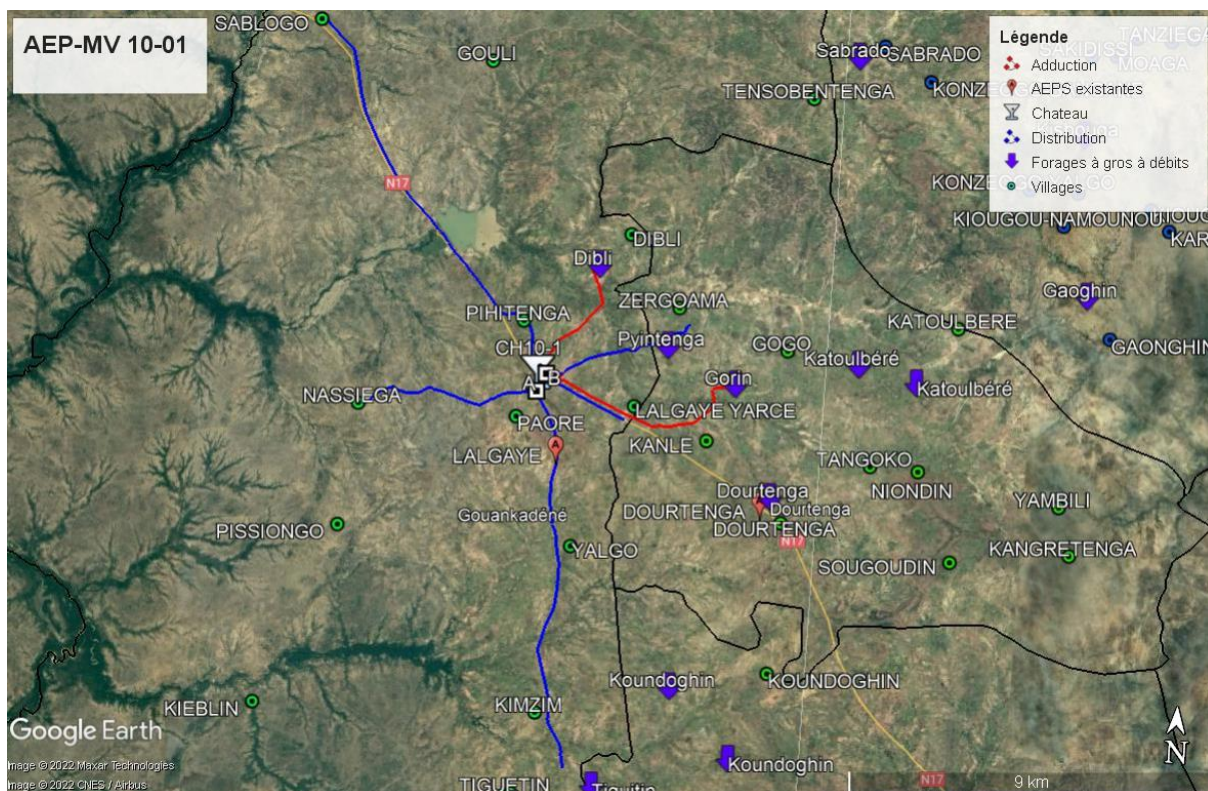 AEP-MV 10-01
Légende
Adduction
AEPS existantes
Chateau
Distribution
Forages à gros à débits
Villages
SABLOGO
GOULI
Sabrado
SABRADO
SAKIDISSI
TANZIEGA
MOAGA
TENSOBENTENGA
N17
KIOUGOU-NAMOUNOU
KAR
DIBLI
Dibli
Gaoghin
ZERGOAMA
PIHITENGA
KATOULBERE
Pyintenga
GOGO
GAONGHIN
CH10-1
Katoulbéré
A
B
Gorin
Katoulbéré
NASSIEGA
LALGAYE YARCE
PAORE
KANLE
A
LALGAYE
TANGOKO
NIONDIN
Dourtenga
Gouankadéné
DOURTENGA
Dourtenga
DOURTENGA
YAMBILI
PISSIONGO
N17
YALGO
KANGRETENGA
SOUGOUDIN
Koundoghin
KOUNDOGHIN
KIEBLIN
KIMZIM
Google Earth
N
Image © 2022 Maxar Technologies
Image © 2022 CNES / Airbus
TIGUETIN
Tiguitin
Koundoghin
9 km
N17